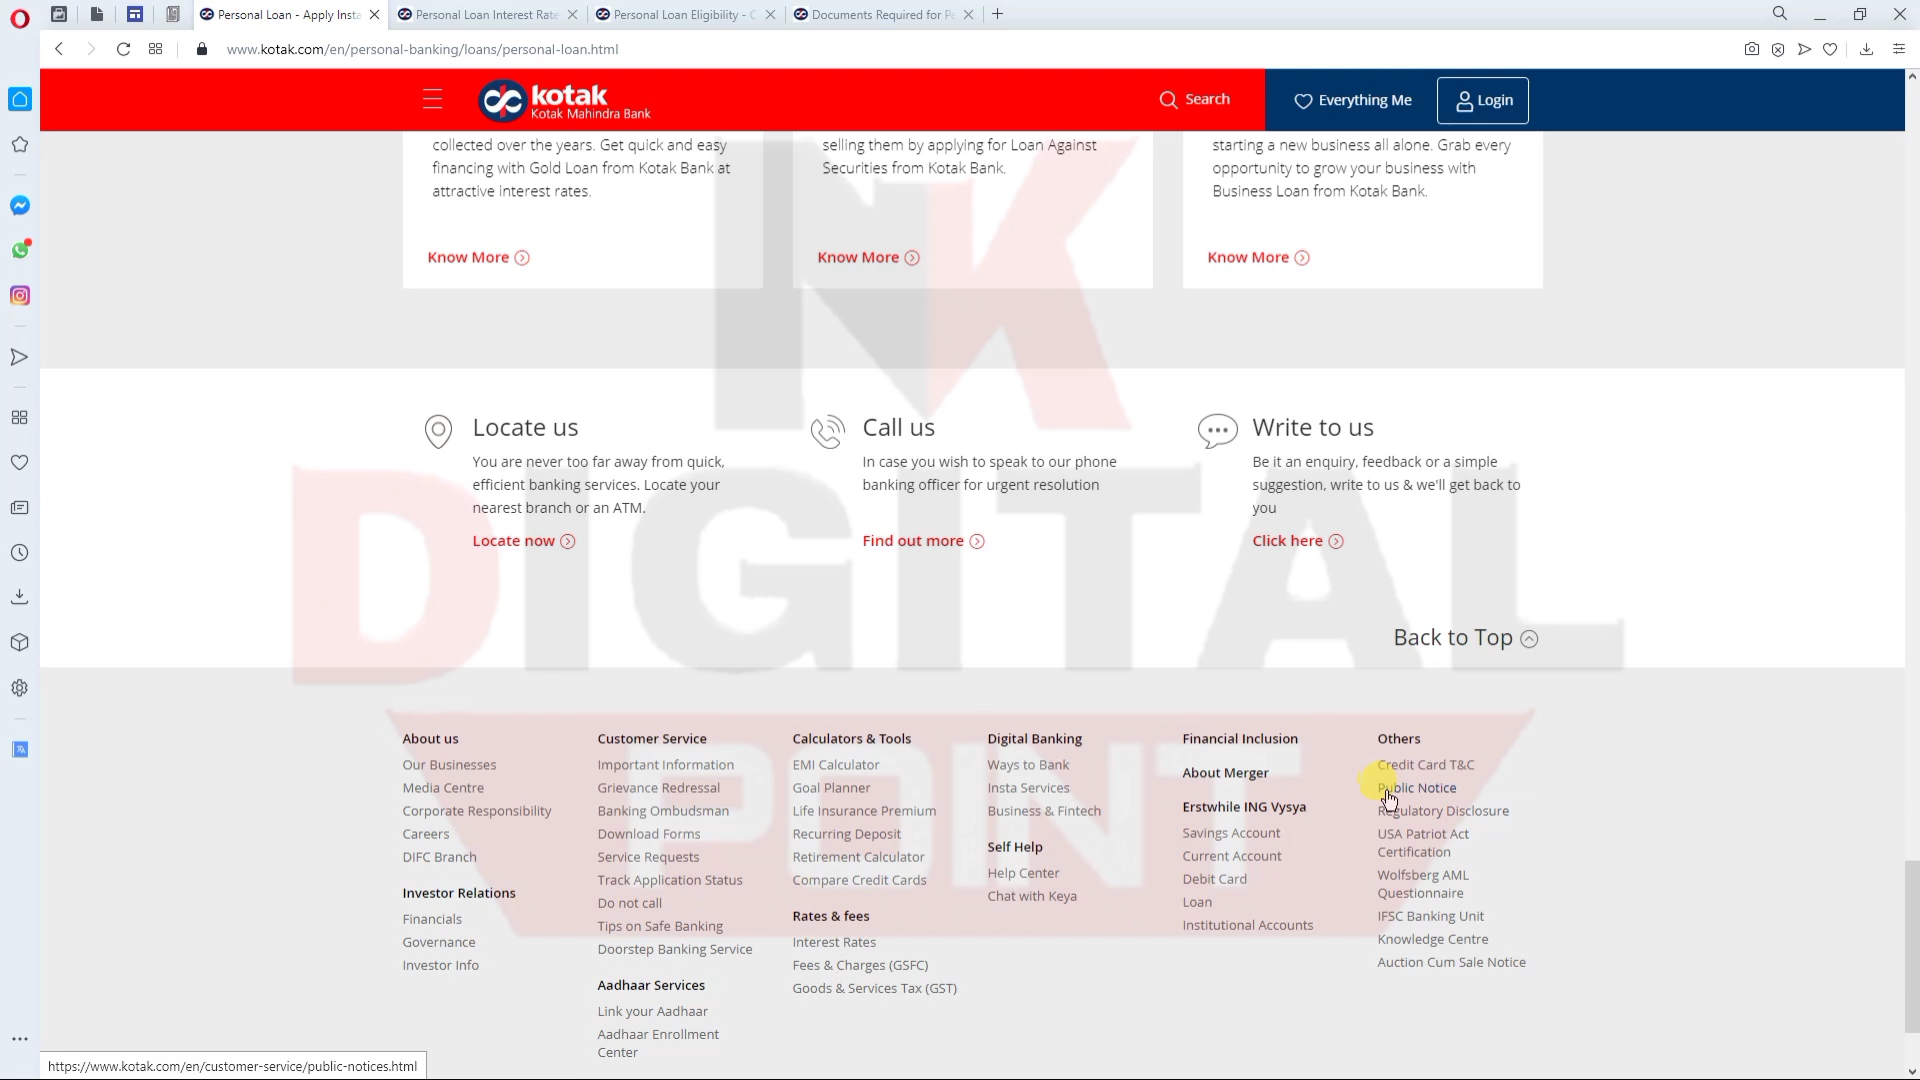 Personal Loan - Apply Insta
Personal Loan Interest Rate
Personal Loan Eligibility - C
Documents Required for Pe
www.kotak.com/en/personal-banking/loans/personal-loan.html
kotak
Kotak Mahindra Bank
Search
Everything Me
Login
collected over the years. Get quick and easy
financing with Gold Loan from Kotak Bank at
attractive interest rates.
Know More
selling them by applying for Loan Against
Securities from Kotak Bank.
Know More
starting a new business all alone. Grab every
opportunity to grow your business with
Business Loan from Kotak Bank.
Know More
NK
DIGITAL
POINT
Locate us
You are never too far away from quick,
efficient banking services. Locate your
nearest branch or an ATM.
Locate now
Call us
In case you wish to speak to our phone
banking officer for urgent resolution
Find out more
Write to us
Be it an enquiry, feedback or a simple
suggestion, write to us & we'll get back to
you
Click here
Back to Top
About us
Our Businesses
Media Centre
Corporate Responsibility
Careers
DIFC Branch
Investor Relations
Financials
Governance
Investor Info
Customer Service
Important Information
Grievance Redressal
Banking Ombudsman
Download Forms
Service Requests
Track Application Status
Do not call
Tips on Safe Banking
Doorstep Banking Service
Aadhaar Services
Link your Aadhaar
Aadhaar Enrollment
Center
Calculators & Tools
EMI Calculator
Goal Planner
Life Insurance Premium
Recurring Deposit
Retirement Calculator
Compare Credit Cards
Rates & fees
Interest Rates
Fees & Charges (GSFC)
Goods & Services Tax (GST)
Digital Banking
Ways to Bank
Insta Services
Business & Fintech
Self Help
Help Center
Chat with Keya
Financial Inclusion
About Merger
Erstwhile ING Vysya
Savings Account
Current Account
Debit Card
Loan
Institutional Accounts
Others
Credit Card T&C
Public Notice
Regulatory Disclosure
USA Patriot Act
Certification
Wolfsberg AML
Questionnaire
IFSC Banking Unit
Knowledge Centre
Auction Cum Sale Notice
https://www.kotak.com/en/customer-service/public-notices.html